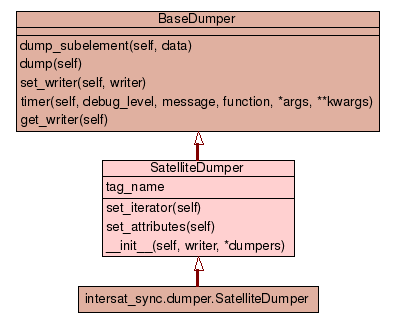 BaseDumper
dump_subelement(self, data)
dump(self)
set_writer(self, writer)
timer(self, debug_level, message, function, *args, **kwargs)
get_writer(self)
SatelliteDumper
tag_name
set_iterator(self)
set_attributes(self)
__init__(self, writer, *dumpers)
intersat_sync.dumper.SatelliteDumper